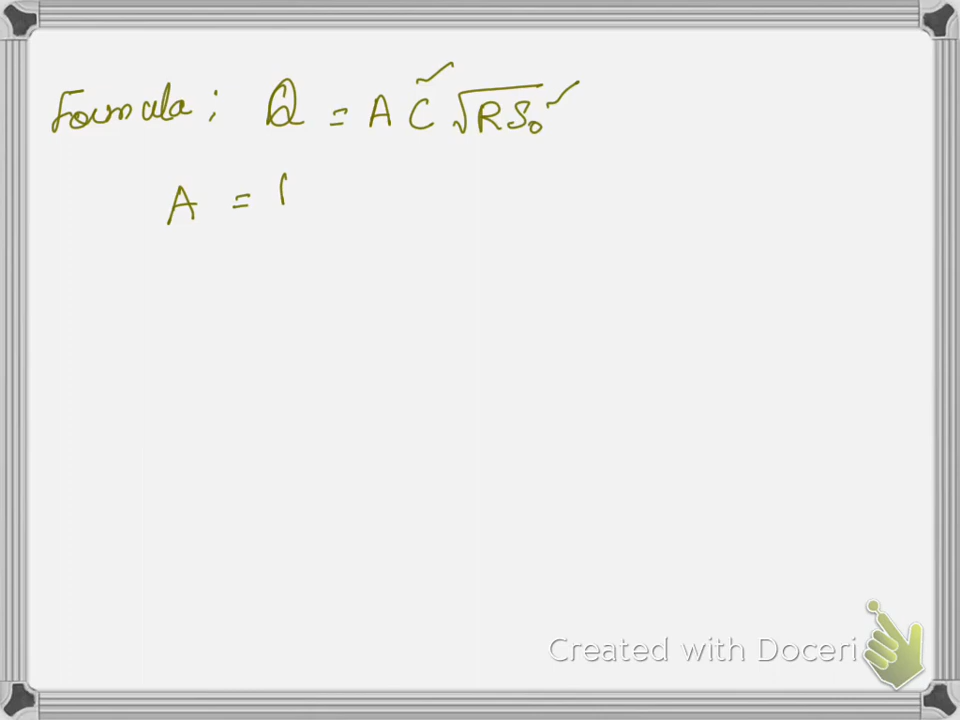 Formula ; Q = A C √RS₀
A =
Created with Doceri